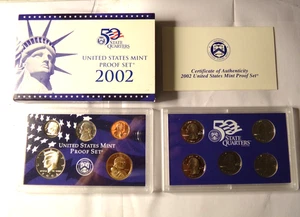 50
STATE
QUARTERS
UNITED STATES MINT
PROOF SET®
2002
Certificate of Authenticity
2002 United States Mint Proof Set®
UNITED STATES MINT
PROOF SET®
50
STATE
QUARTERS